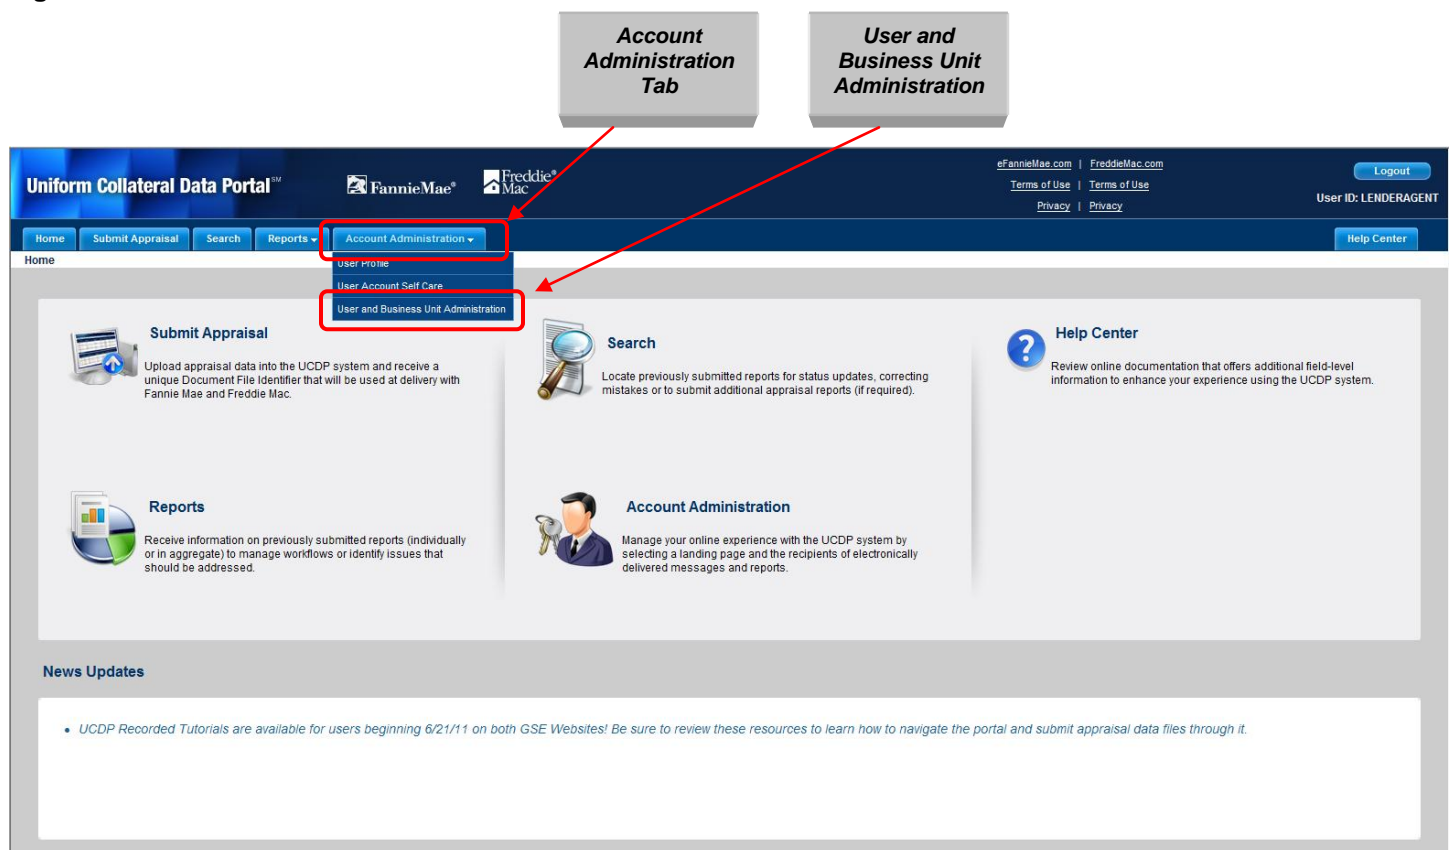 Account
Administration
Tab
User and
Business Unit
Administration
Uniform Collateral Data Portal℠
FannieMae®
Freddie®
Mac
eFannieMae.com | FreddieMac.com
Terms of Use | Terms of Use
Privacy | Privacy
Logout
User ID: LENDERAGENT
Home Submit Appraisal Search Reports Account Administration Help Center
Home
User Profile
User Account Self Care
User and Business Unit Administration
Submit Appraisal
Upload appraisal data into the UCDP system and receive a
unique Document File Identifier that will be used at delivery with
Fannie Mae and Freddie Mac.
Search
Locate previously submitted reports for status updates, correcting
mistakes or to submit additional appraisal reports (if required).
Help Center
Review online documentation that offers additional field-level
information to enhance your experience using the UCDP system.
Reports
Receive information on previously submitted reports (individually
or in aggregate) to manage workflows or identify issues that
should be addressed.
Account Administration
Manage your online experience with the UCDP system by
selecting a landing page and the recipients of electronically
delivered messages and reports.
News Updates
• UCDP Recorded Tutorials are available for users beginning 6/21/11 on both GSE Websites! Be sure to review these resources to learn how to navigate the portal and submit appraisal data files through it.